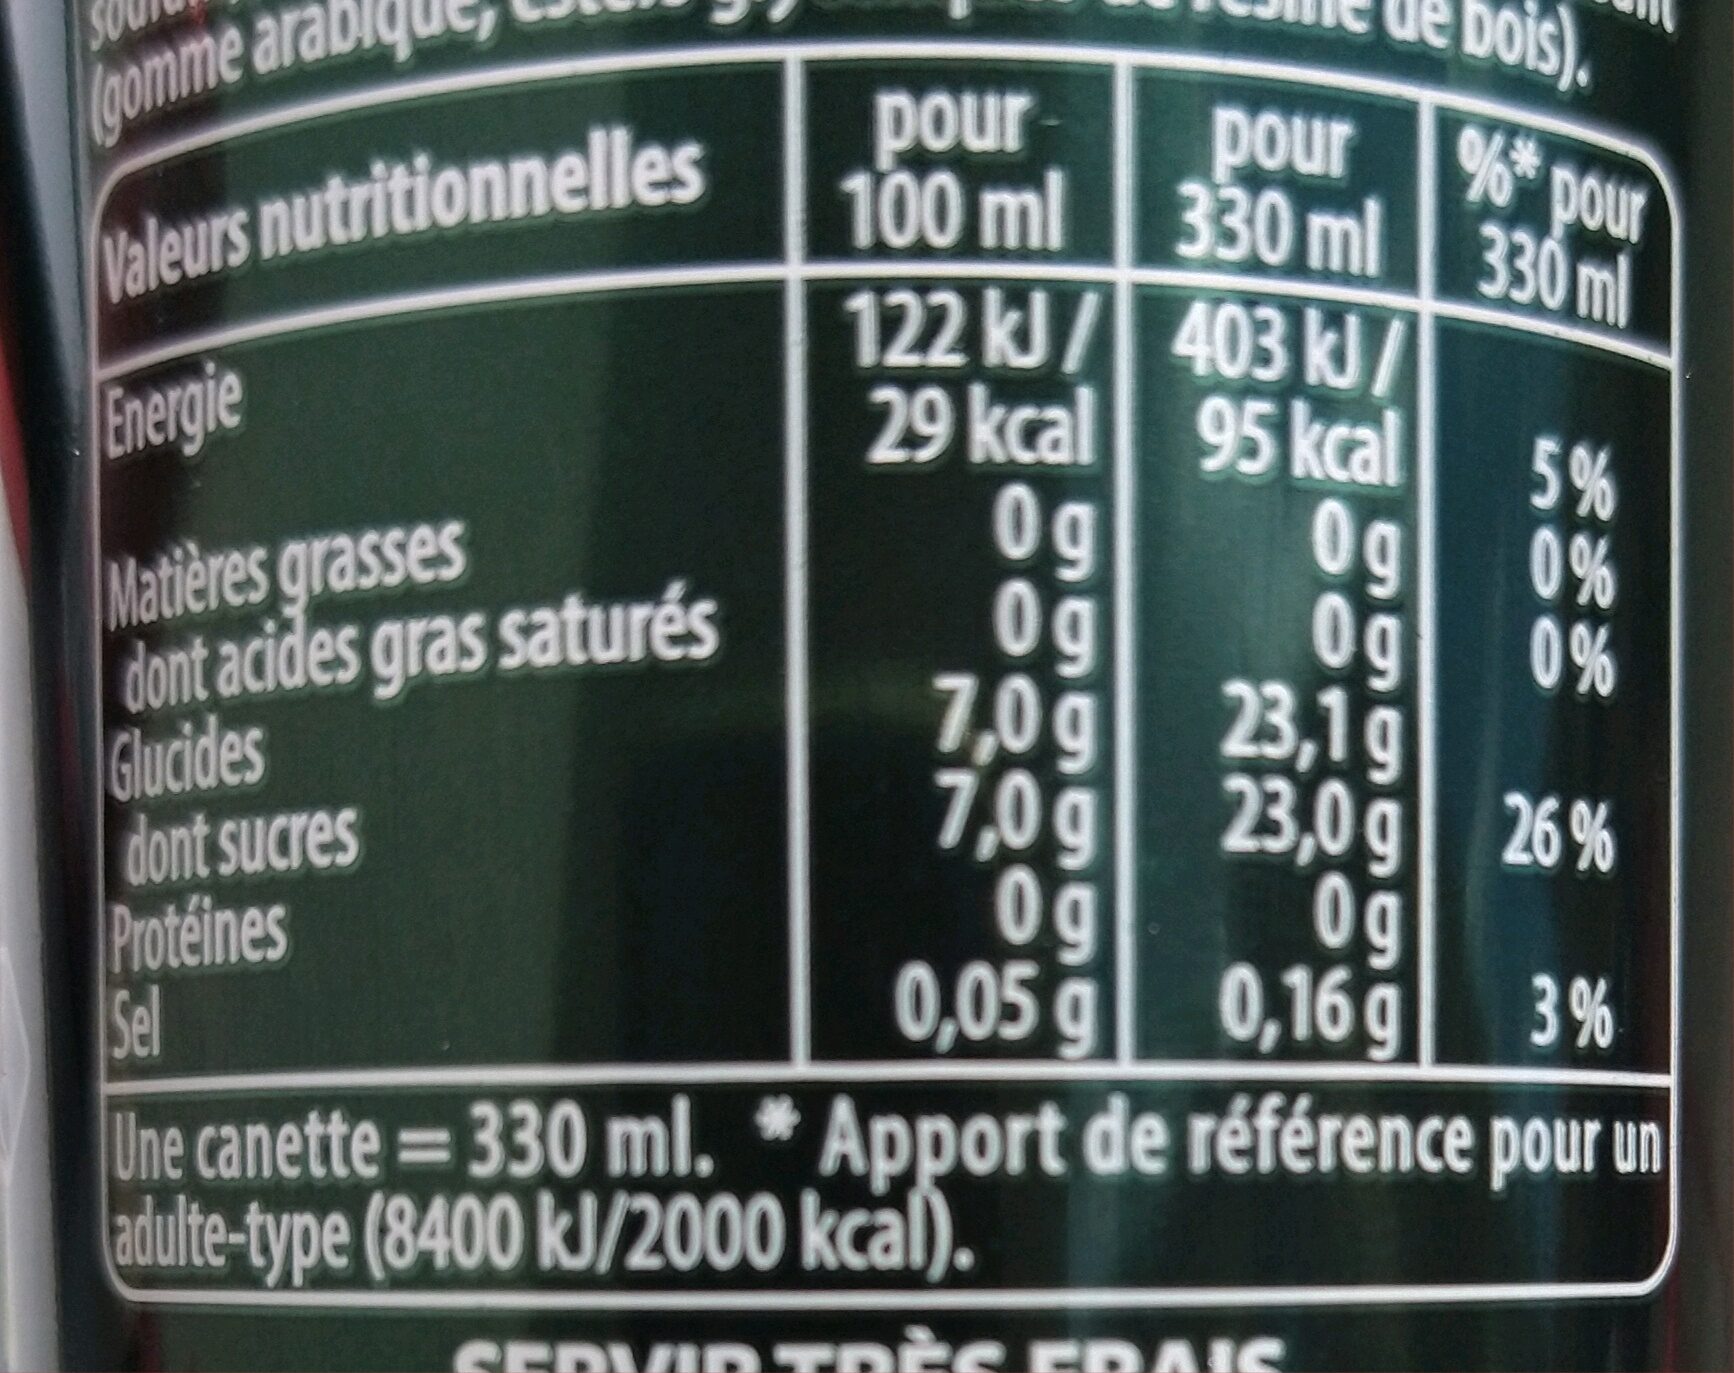 (gomme arabique, de résine de bois).
Valeurs nutritionnelles pour 100 ml pour 330 ml %* pour 330 ml
Energie 122 kJ / 29 kcal 403 kJ / 95 kcal 5 %
Matières grasses 0 g 0 g 0 %
dont acides gras saturés 0 g 0 g 0 %
Glucides 7,0 g 23,1 g
dont sucres 7,0 g 23,0 g 26 %
Protéines 0 g 0 g
Sel 0,05 g 0,16 g 3 %
Une canette = 330 ml. * Apport de référence pour un
adulte-type (8400 kJ/2000 kcal).
SERVIR TRÈS FRAIS